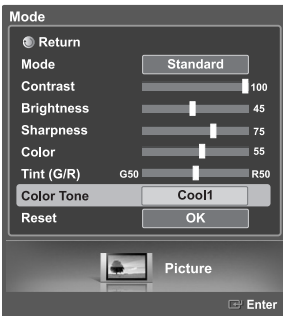 Mode
Return
Mode Standard
Contrast 100
Brightness 45
Sharpness 75
Color 55
Tint (G/R) G50 R50
Color Tone Cool1
Reset OK
Picture
Enter